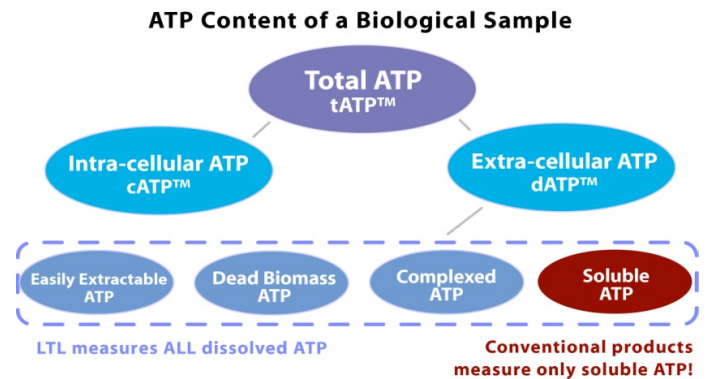 ATP Content of a Biological Sample
Total ATP
tATP™
Intra-cellular ATP
cATP™
Extra-cellular ATP
dATP™
Easily Extractable
ATP
Dead Biomass
ATP
Complexed
ATP
Soluble
ATP
LTL measures ALL dissolved ATP
Conventional products
measure only soluble ATP!